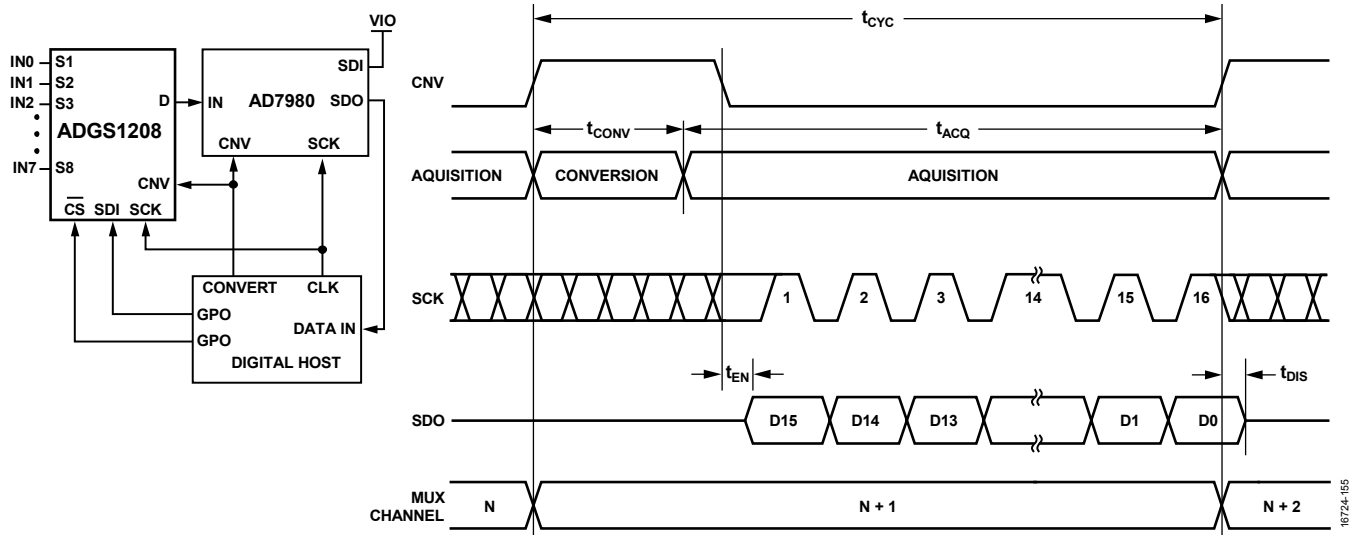 VIO
IN0 S1
IN1 S2
IN2 S3
IN7 S8
ADGS1208
D
CNV
CS SDI SCK
SDI
IN AD7980 SDO
CNV SCK
CONVERT CLK
GPO
GPO
DATA IN
DIGITAL HOST
tCYC
CNV
tCONV tACQ
AQUISITION CONVERSION AQUISITION
SCK 1 2 3 14 15 16
tEN tDIS
SDO D15 D14 D13 D1 D0
MUX
CHANNEL N N + 1 N + 2
16724-155